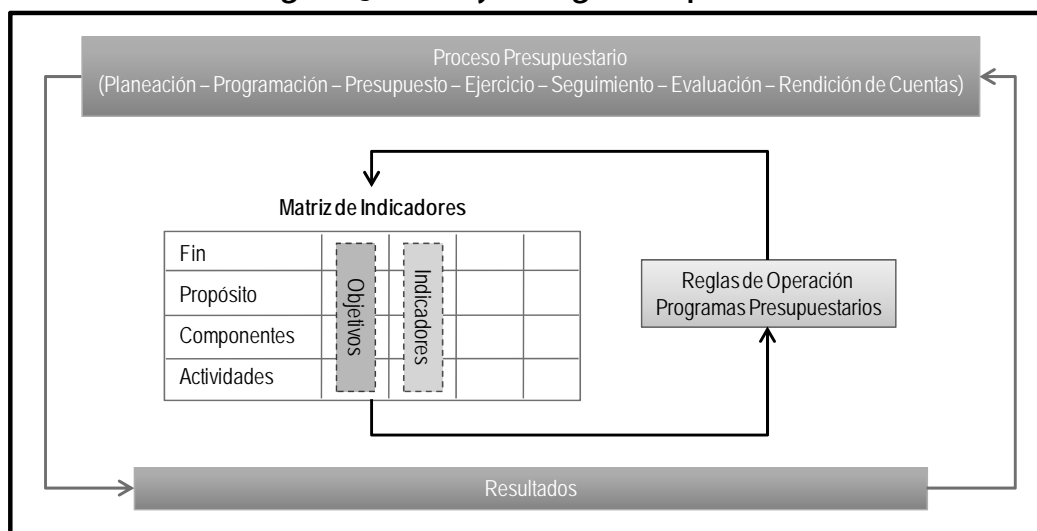 Proceso Presupuestario
(Planeación – Programación – Presupuesto – Ejercicio – Seguimiento – Evaluación – Rendición de Cuentas)
Matriz de Indicadores
Fin
Propósito
Componentes
Actividades
Objetivos
Indicadores
Reglas de Operación
Programas Presupuestarios
Resultados